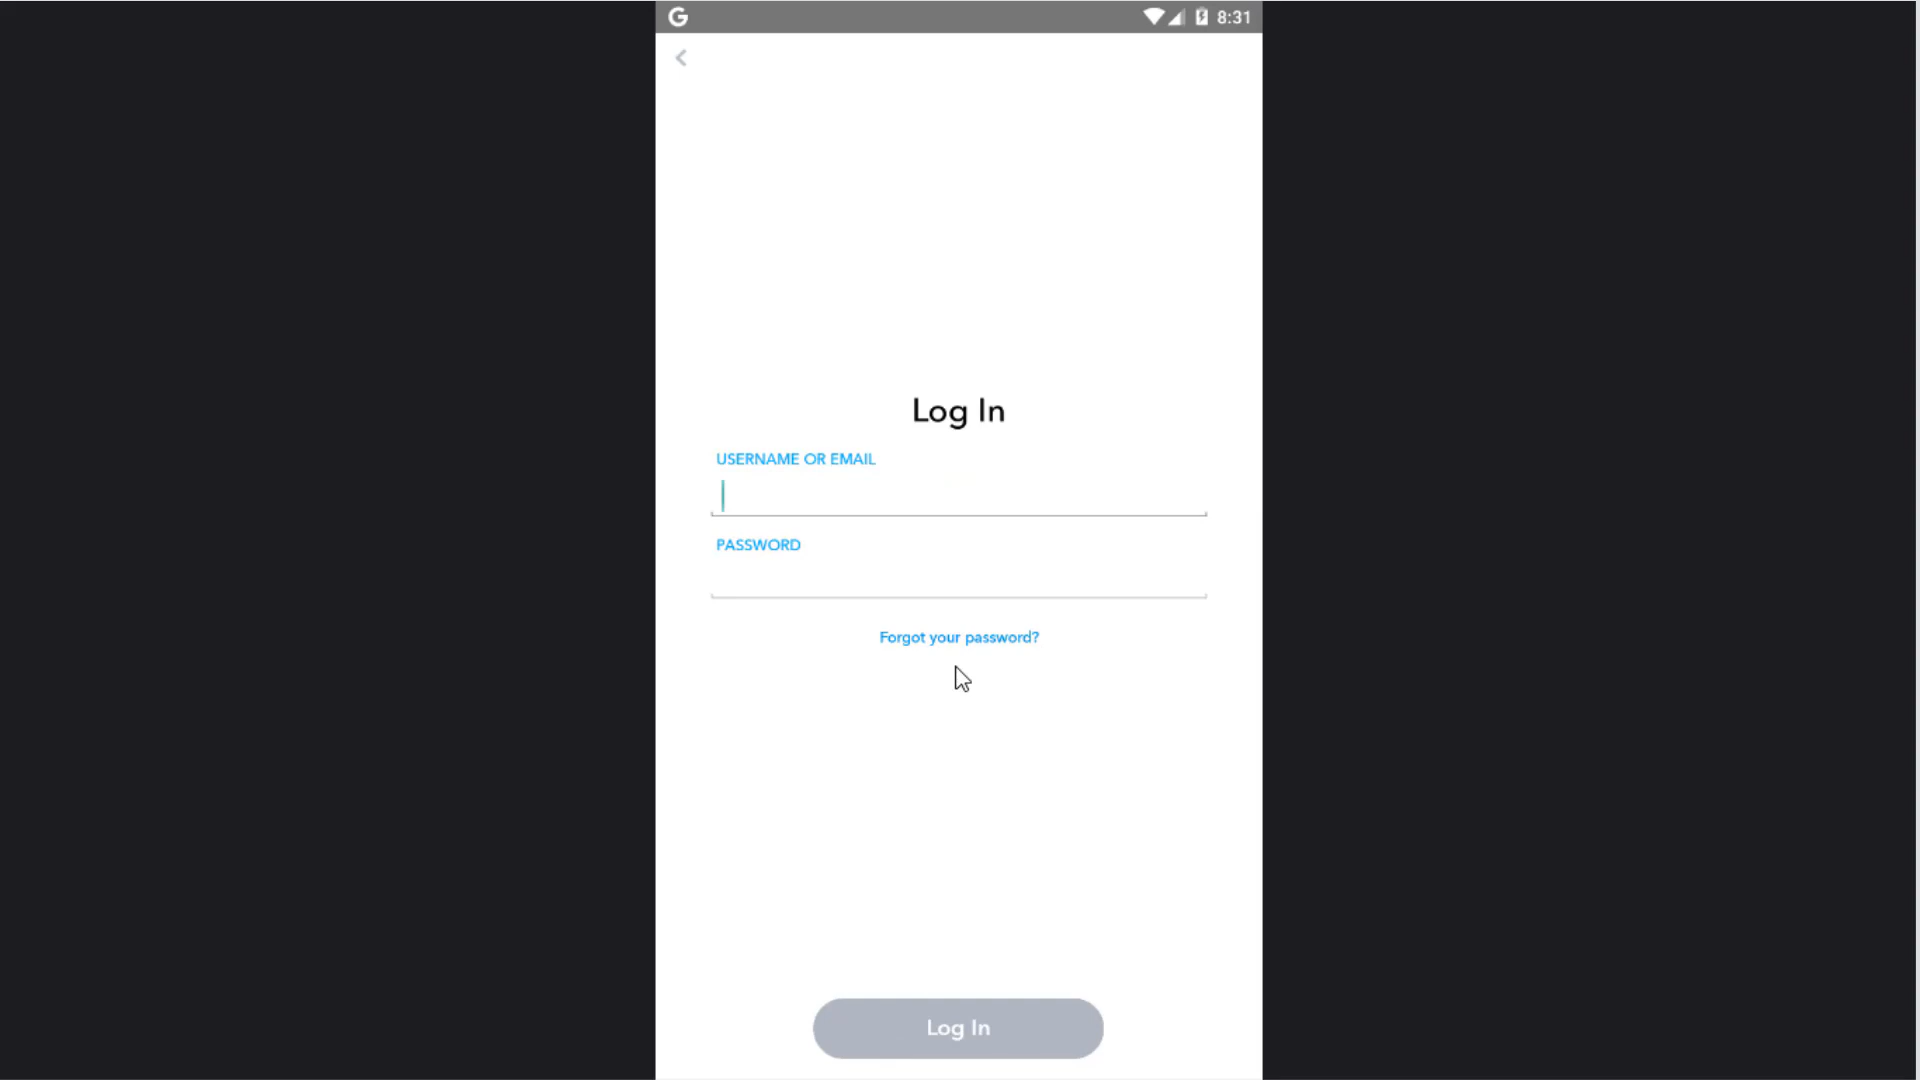 G 8:31
Log In
USERNAME OR EMAIL
PASSWORD
Forgot your password?
Log In